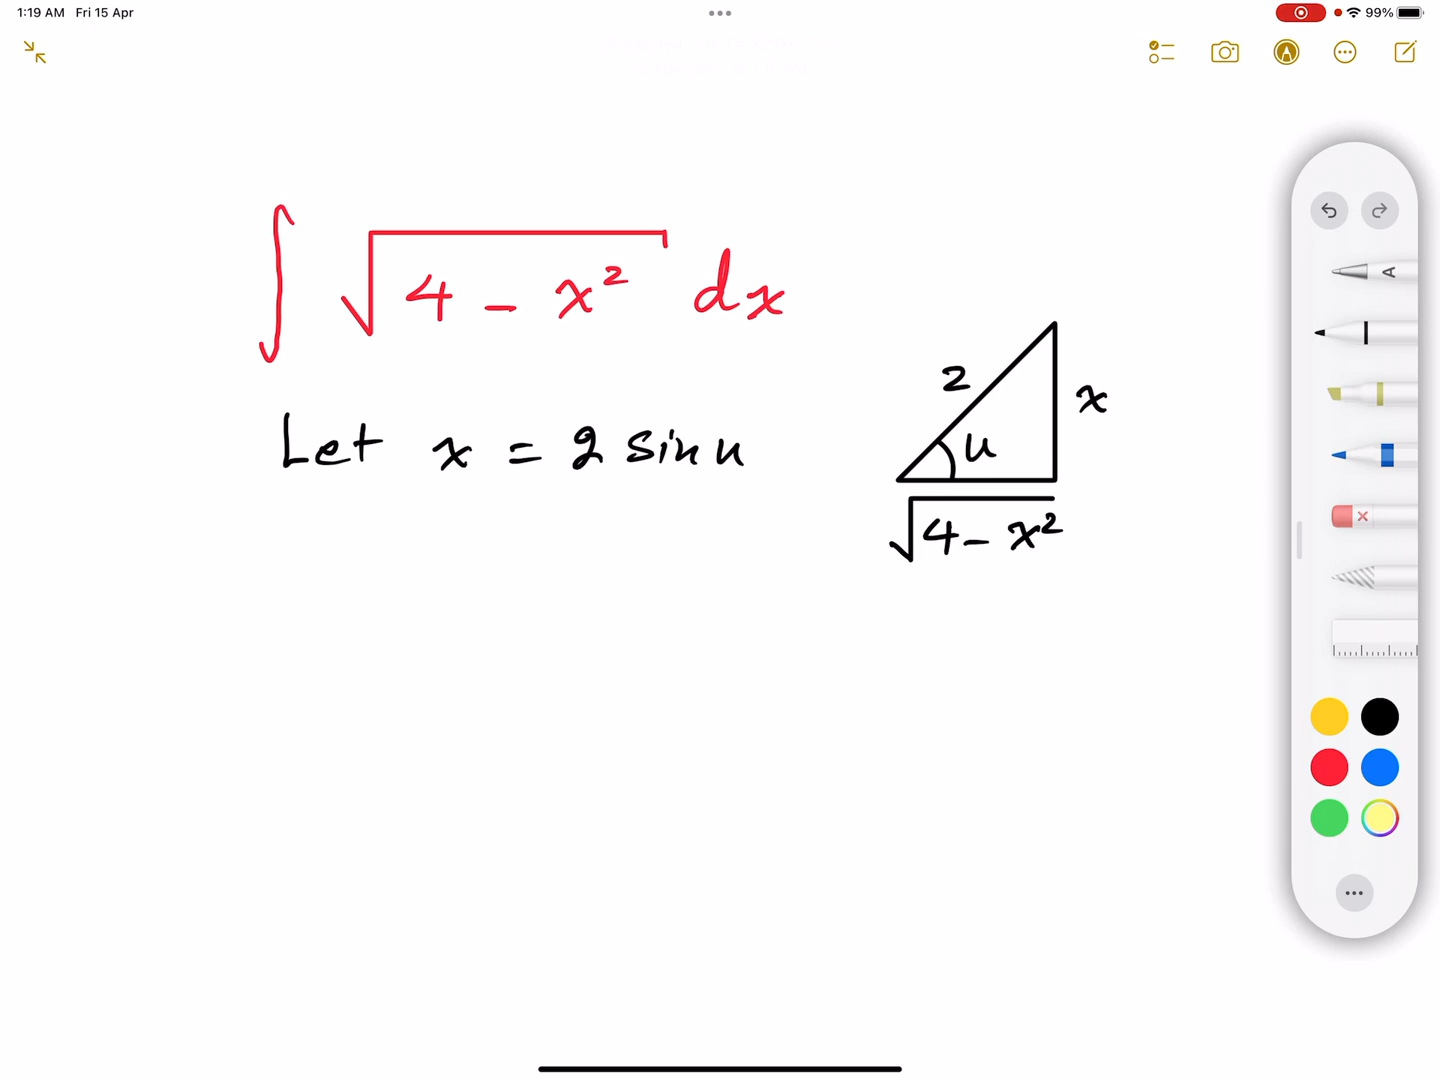 1:19 AM Fri 15 Apr
99%
∫ √(4 - x²) dx
Let x = 2 sin u
2
x
u
√(4 - x²)
A